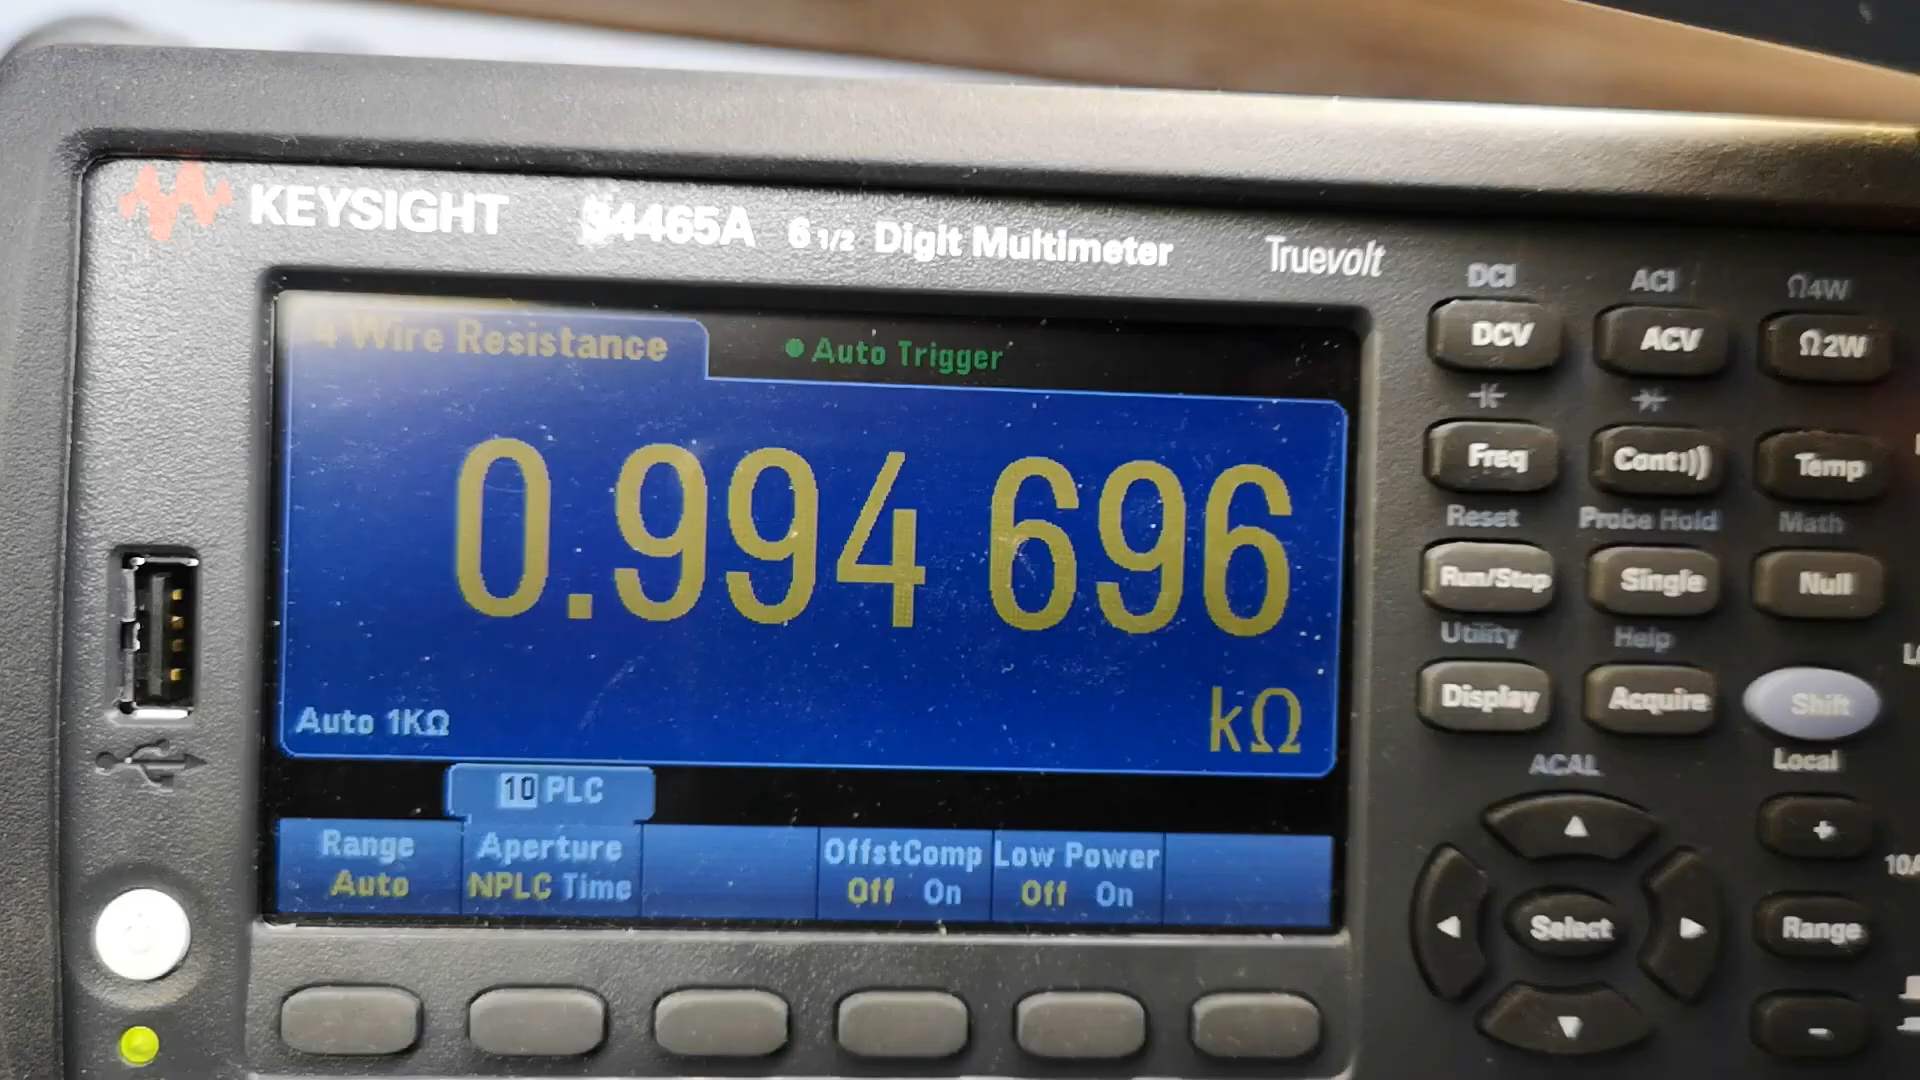 KEYSIGHT 34465A 6 1/2 Digit Multimeter Truevolt
4 Wire Resistance
● Auto Trigger
0.994 696
kΩ
Auto 1KΩ
10 PLC
Range
Auto
Aperture
NPLC Time
OffstComp
Off On
Low Power
Off On
DCI ACI Ω4W
DCV ACV Ω2W
Freq Cont Temp
Reset Probe Hold Math
Run/Stop Single Null
Utility Help
Display Acquire Shift
ACAL Local
+
10A
Select
Range
-